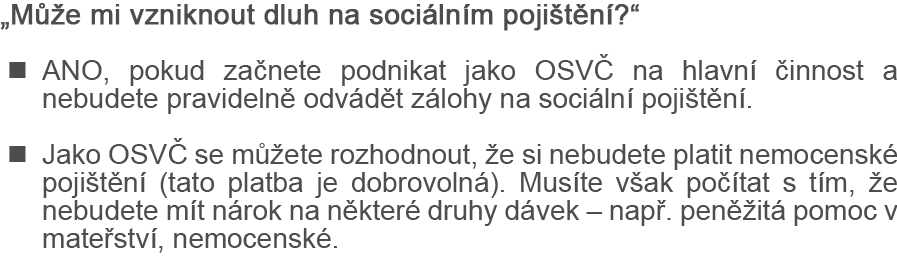 „Může mi vzniknout dluh na sociálním pojištění?“
■ ANO, pokud začnete podnikat jako OSVČ na hlavní činnost a
nebudete pravidelně odvádět zálohy na sociální pojištění.
■ Jako OSVČ se můžete rozhodnout, že si nebudete platit nemocenské
pojištění (tato platba je dobrovolná). Musíte však počítat s tím, že
nebudete mít nárok na některé druhy dávek – např. peněžitá pomoc v
mateřství, nemocenské.